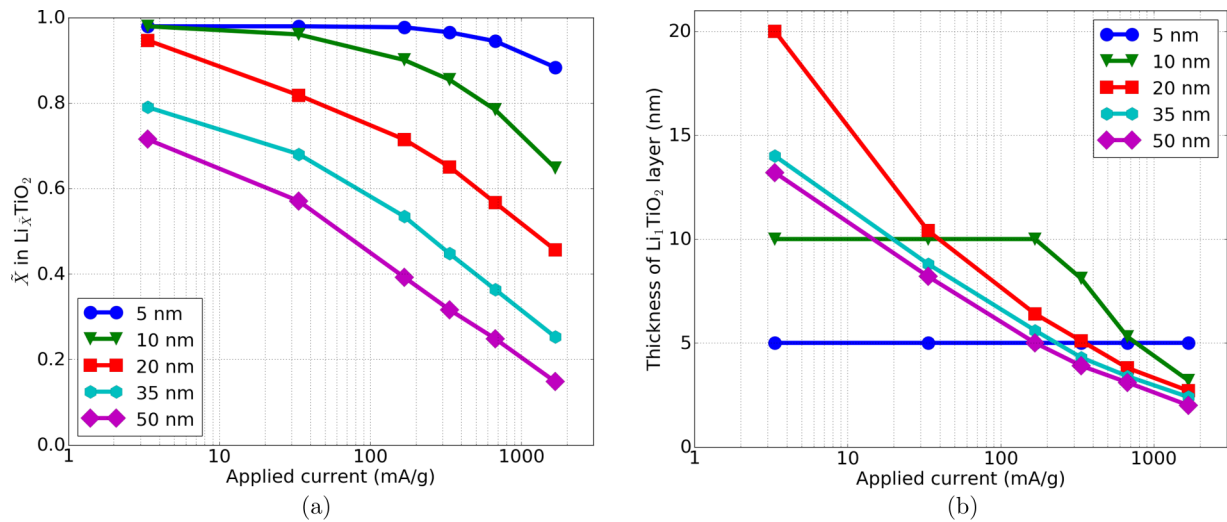 1.0
0.8
0.6
0.4
0.2
0.0
X̃ in Li_X̃TiO₂
5 nm
10 nm
20 nm
35 nm
50 nm
1 10 100 1000
Applied current (mA/g)
(a)
20
15
10
5
0
Thickness of Li₁TiO₂ layer (nm)
5 nm
10 nm
20 nm
35 nm
50 nm
1 10 100 1000
Applied current (mA/g)
(b)